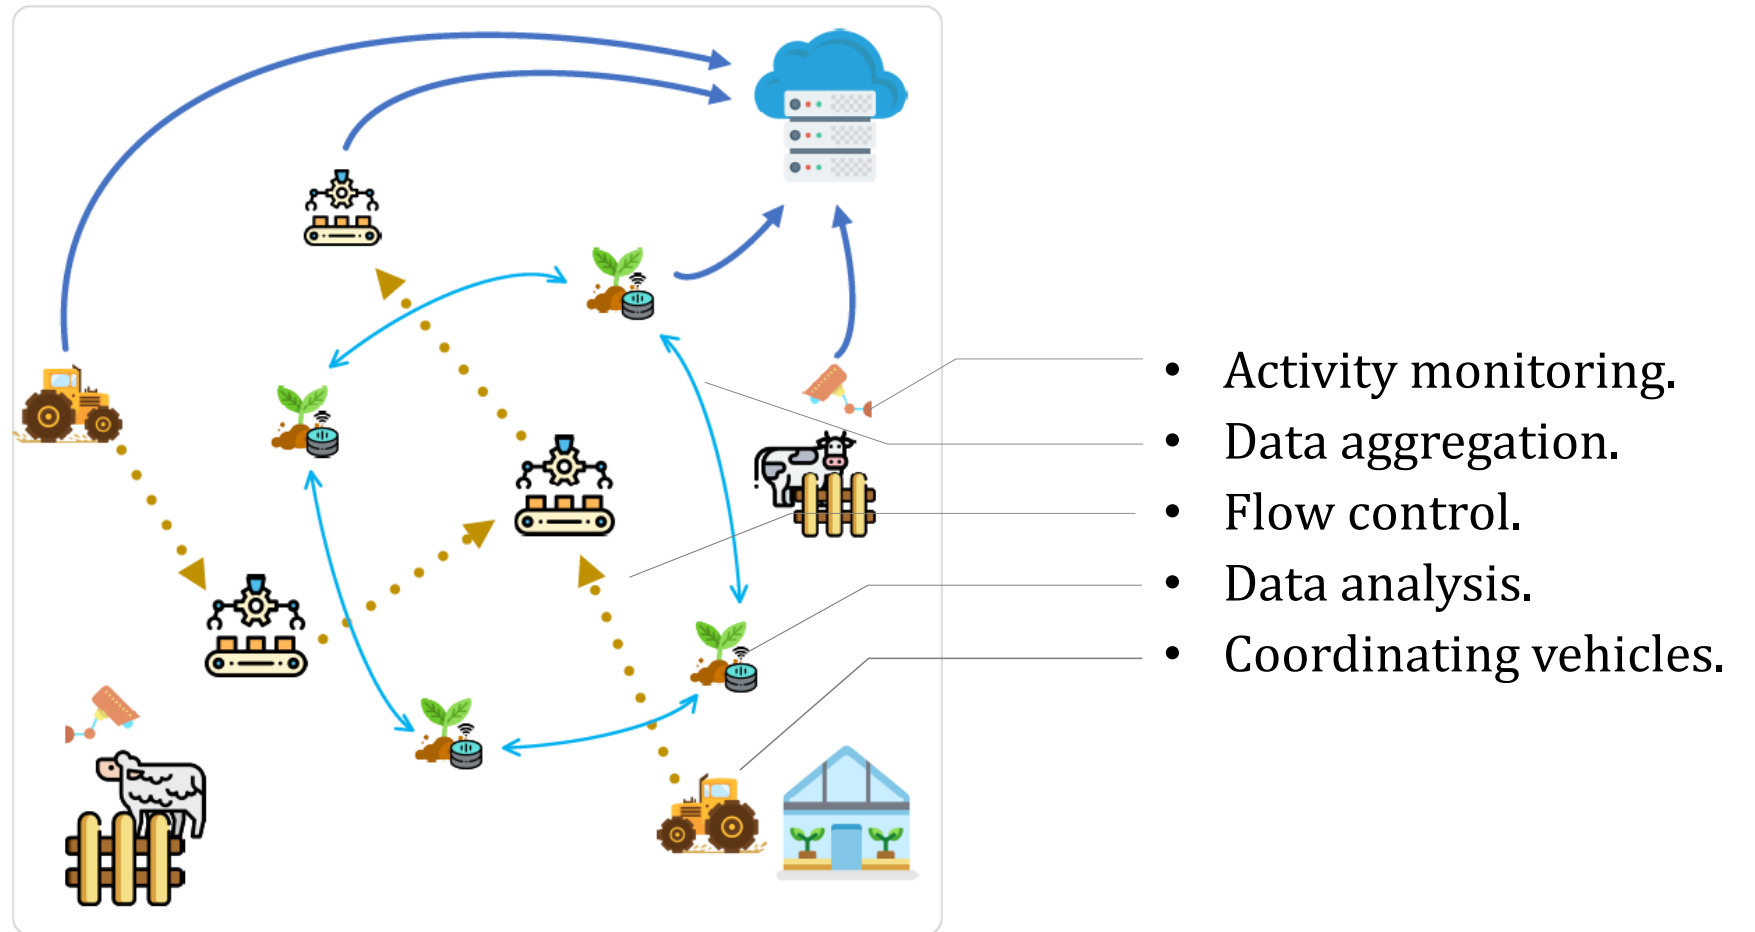 • Activity monitoring.
• Data aggregation.
• Flow control.
• Data analysis.
• Coordinating vehicles.